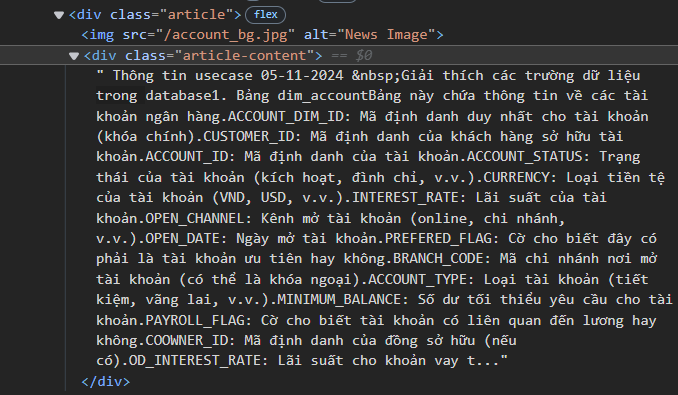 <div class="article"> flex
<img src="/account_bg.jpg" alt="News Image">
<div class="article-content"> == $0
" Thông tin usecase 05-11-2024 &nbsp;Giải thích các trường dữ liệu
trong database1. Bảng dim_accountBảng này chứa thông tin về các tài
khoản ngân hàng.ACCOUNT_DIM_ID: Mã định danh duy nhất cho tài khoản
(khóa chính).CUSTOMER_ID: Mã định danh của khách hàng sở hữu tài
khoản.ACCOUNT_ID: Mã định danh của tài khoản.ACCOUNT_STATUS: Trạng
thái của tài khoản (kích hoạt, đình chỉ, v.v.).CURRENCY: Loại tiền tệ
của tài khoản (VND, USD, v.v.).INTEREST_RATE: Lãi suất của tài
khoản.OPEN_CHANNEL: Kênh mở tài khoản (online, chi nhánh,
v.v.).OPEN_DATE: Ngày mở tài khoản.PREFERED_FLAG: Cờ cho biết đây có
phải là tài khoản ưu tiên hay không.BRANCH_CODE: Mã chi nhánh nơi mở
tài khoản (có thể là khóa ngoại).ACCOUNT_TYPE: Loại tài khoản (tiết
kiệm, vãng lai, v.v.).MINIMUM_BALANCE: Số dư tối thiểu yêu cầu cho tài
khoản.PAYROLL_FLAG: Cờ cho biết tài khoản có liên quan đến lương hay
không.COOWNER_ID: Mã định danh của đồng sở hữu (nếu
có).OD_INTEREST_RATE: Lãi suất cho khoản vay t..."
</div>